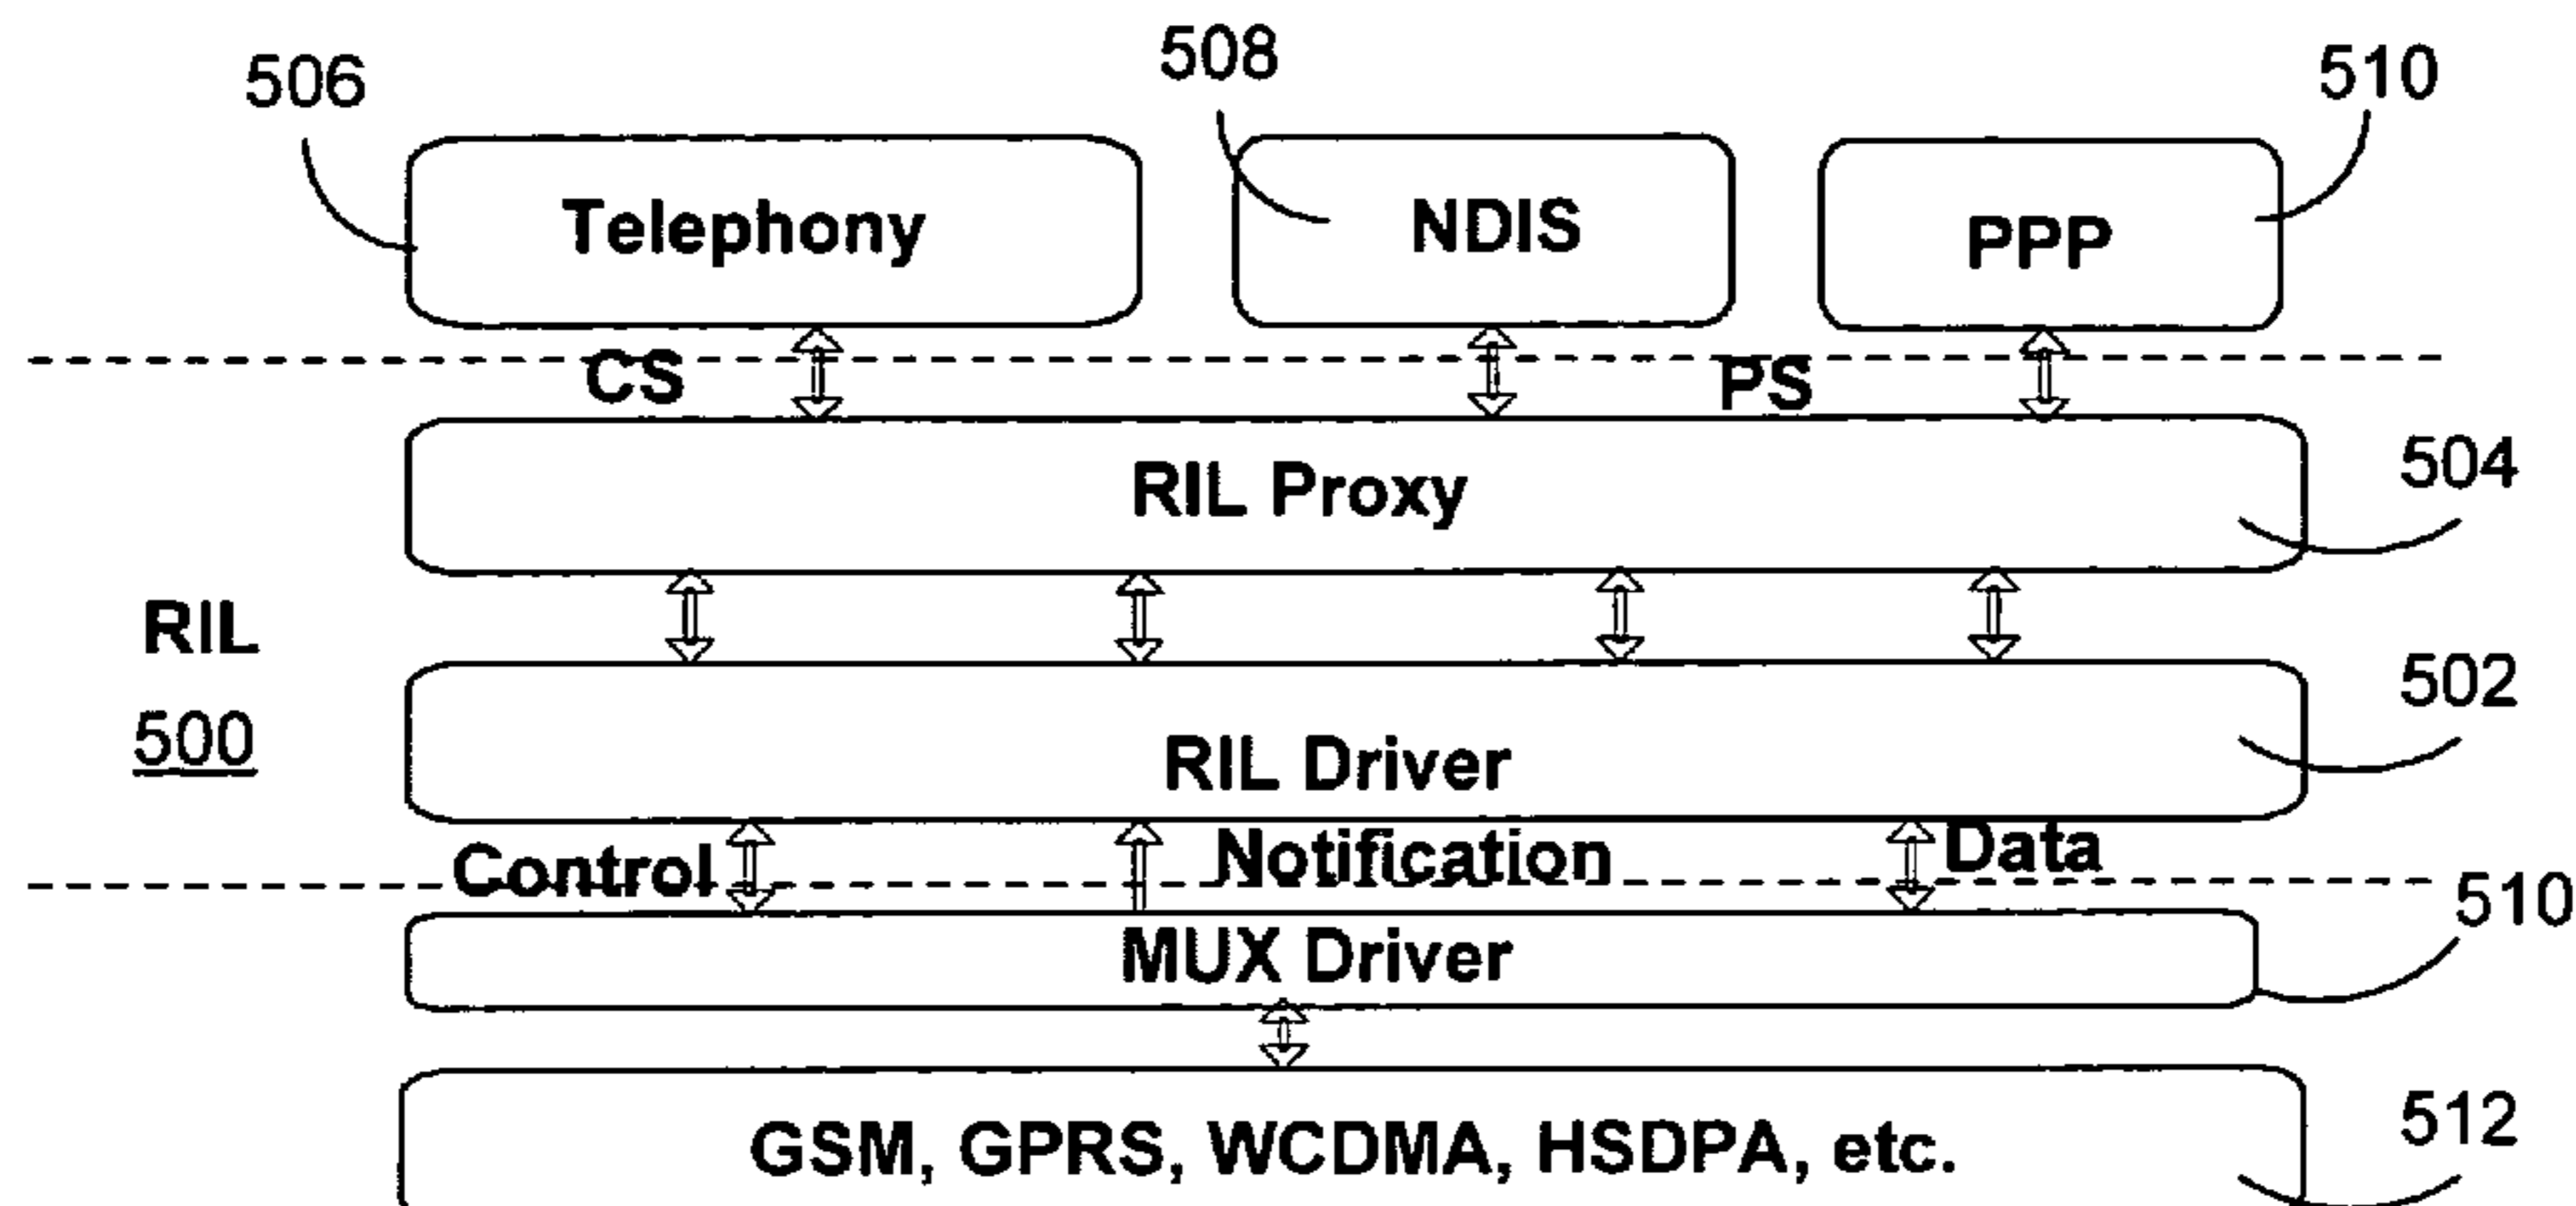 506
508
510
Telephony
NDIS
PPP
CS
PS
RIL Proxy
504
RIL
500
RIL Driver
502
Control
Notification
Data
MUX Driver
510
GSM, GPRS, WCDMA, HSDPA, etc.
512